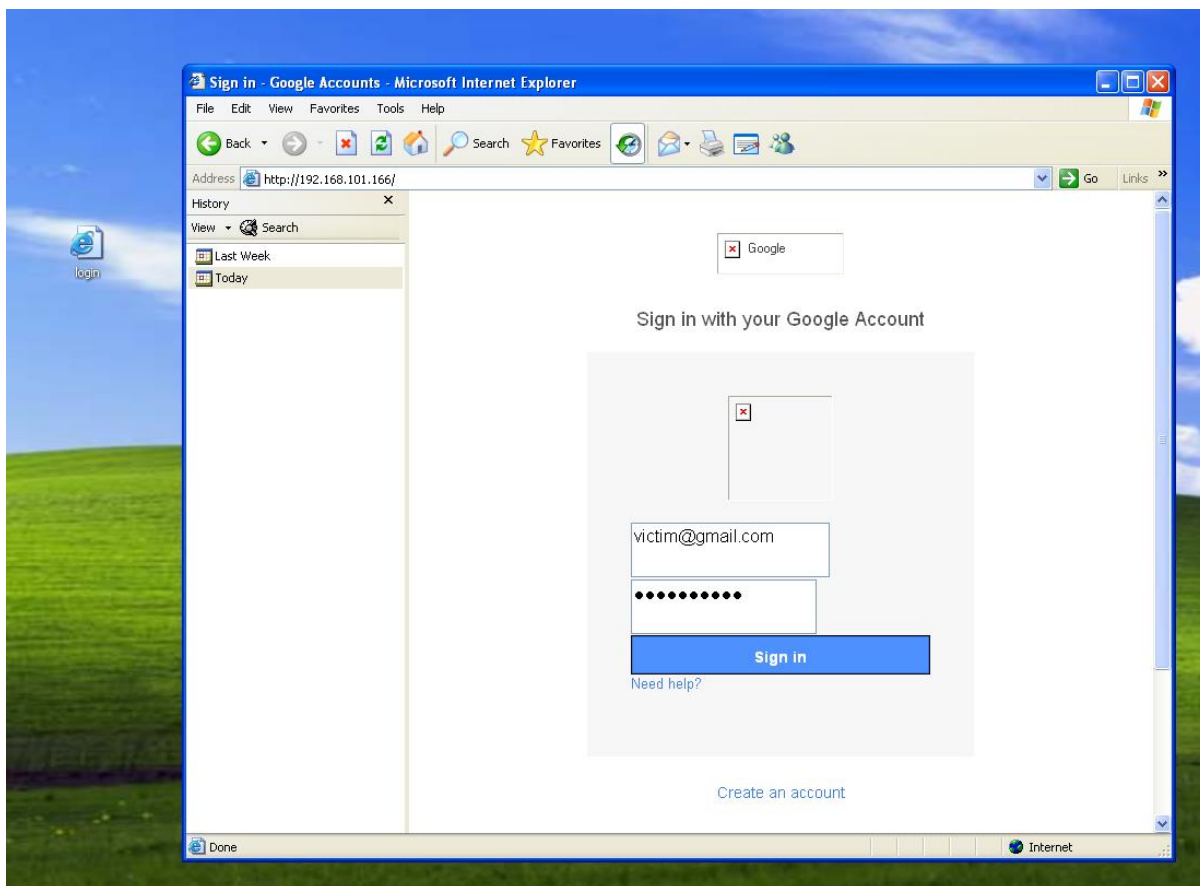 Sign in - Google Accounts - Microsoft Internet Explorer
File Edit View Favorites Tools Help
Back Search Favorites
Address http://192.168.101.166/ Go Links »
History
View Search
Last Week
Today
login
Google
Sign in with your Google Account
victim@gmail.com
••••••••••
Sign in
Need help?
Create an account
Done Internet